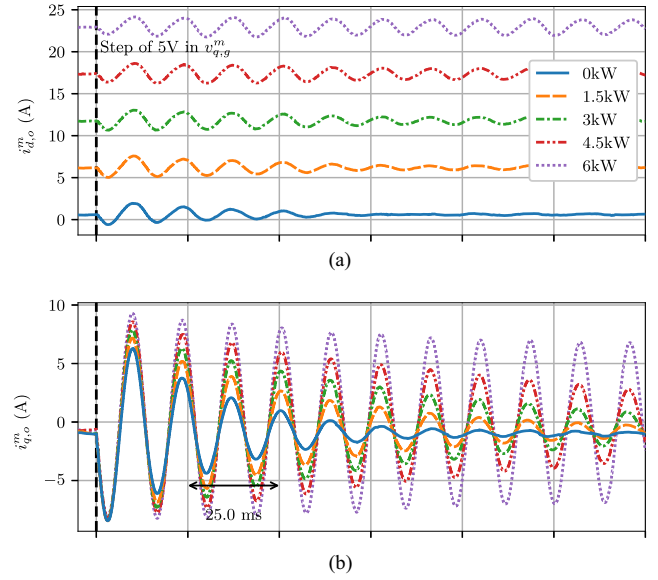 25
20
15
10
5
0
i^m_{d,o} (A)
Step of 5V in v^m_{q,g}
0kW
1.5kW
3kW
4.5kW
6kW
(a)
10
5
0
−5
i^m_{q,o} (A)
25.0 ms
(b)